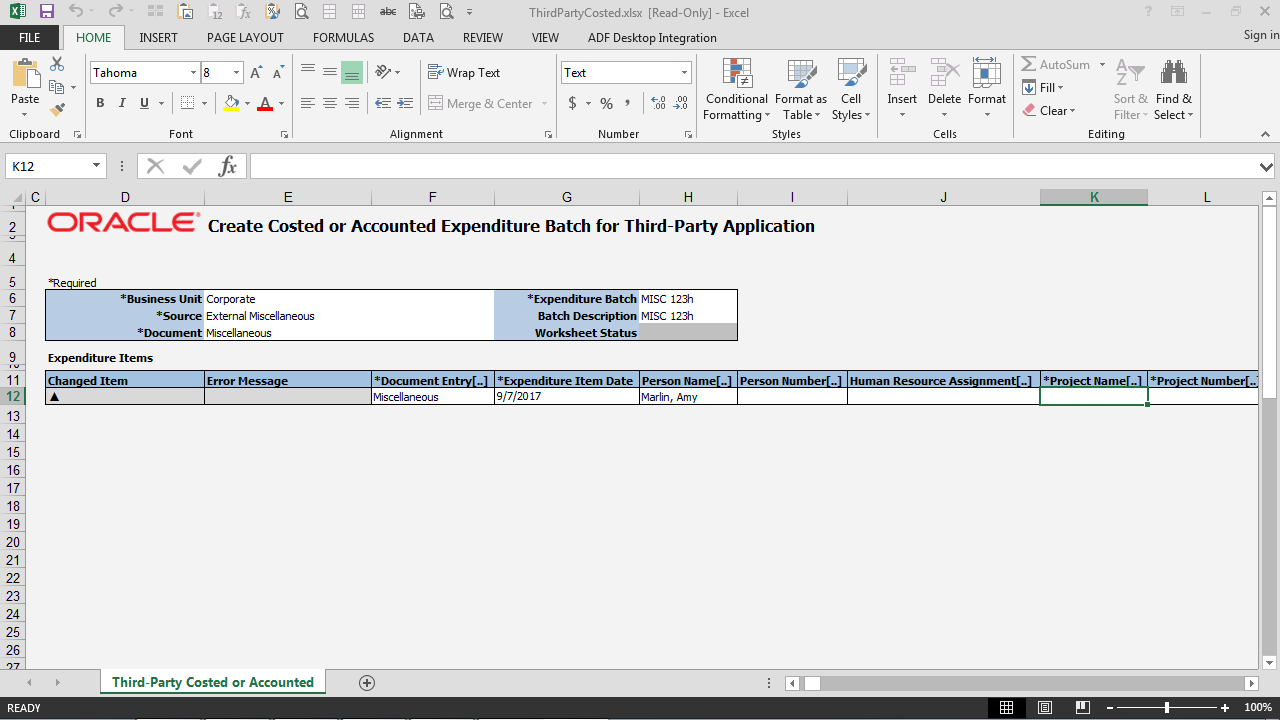 ThirdPartyCosted.xlsx [Read-Only] - Excel
FILE HOME INSERT PAGE LAYOUT FORMULAS DATA REVIEW VIEW ADF Desktop Integration Sign in
Tahoma 8 Wrap Text Text AutoSum
Fill
Paste B I U Merge & Center $ % , Conditional Formatting Format as Table Cell Styles Insert Delete Format Clear Sort & Filter Find & Select
Clipboard Font Alignment Number Styles Cells Editing
K12 fx
C D E F G H I J K L
2 ORACLE Create Costed or Accounted Expenditure Batch for Third-Party Application
4
5 *Required
6 *Business Unit Corporate *Expenditure Batch MISC 123h
7 *Source External Miscellaneous Batch Description MISC 123h
8 *Document Miscellaneous Worksheet Status
9 Expenditure Items
11 Changed Item Error Message *Document Entry[..] *Expenditure Item Date Person Name[..] Person Number[..] Human Resource Assignment[..] *Project Name[..] *Project Number[..]
12 ▲ Miscellaneous 9/7/2017 Marlin, Amy
13
14
15
16
17
18
19
20
21
22
23
24
25
26
27
Third-Party Costed or Accounted
READY 100%